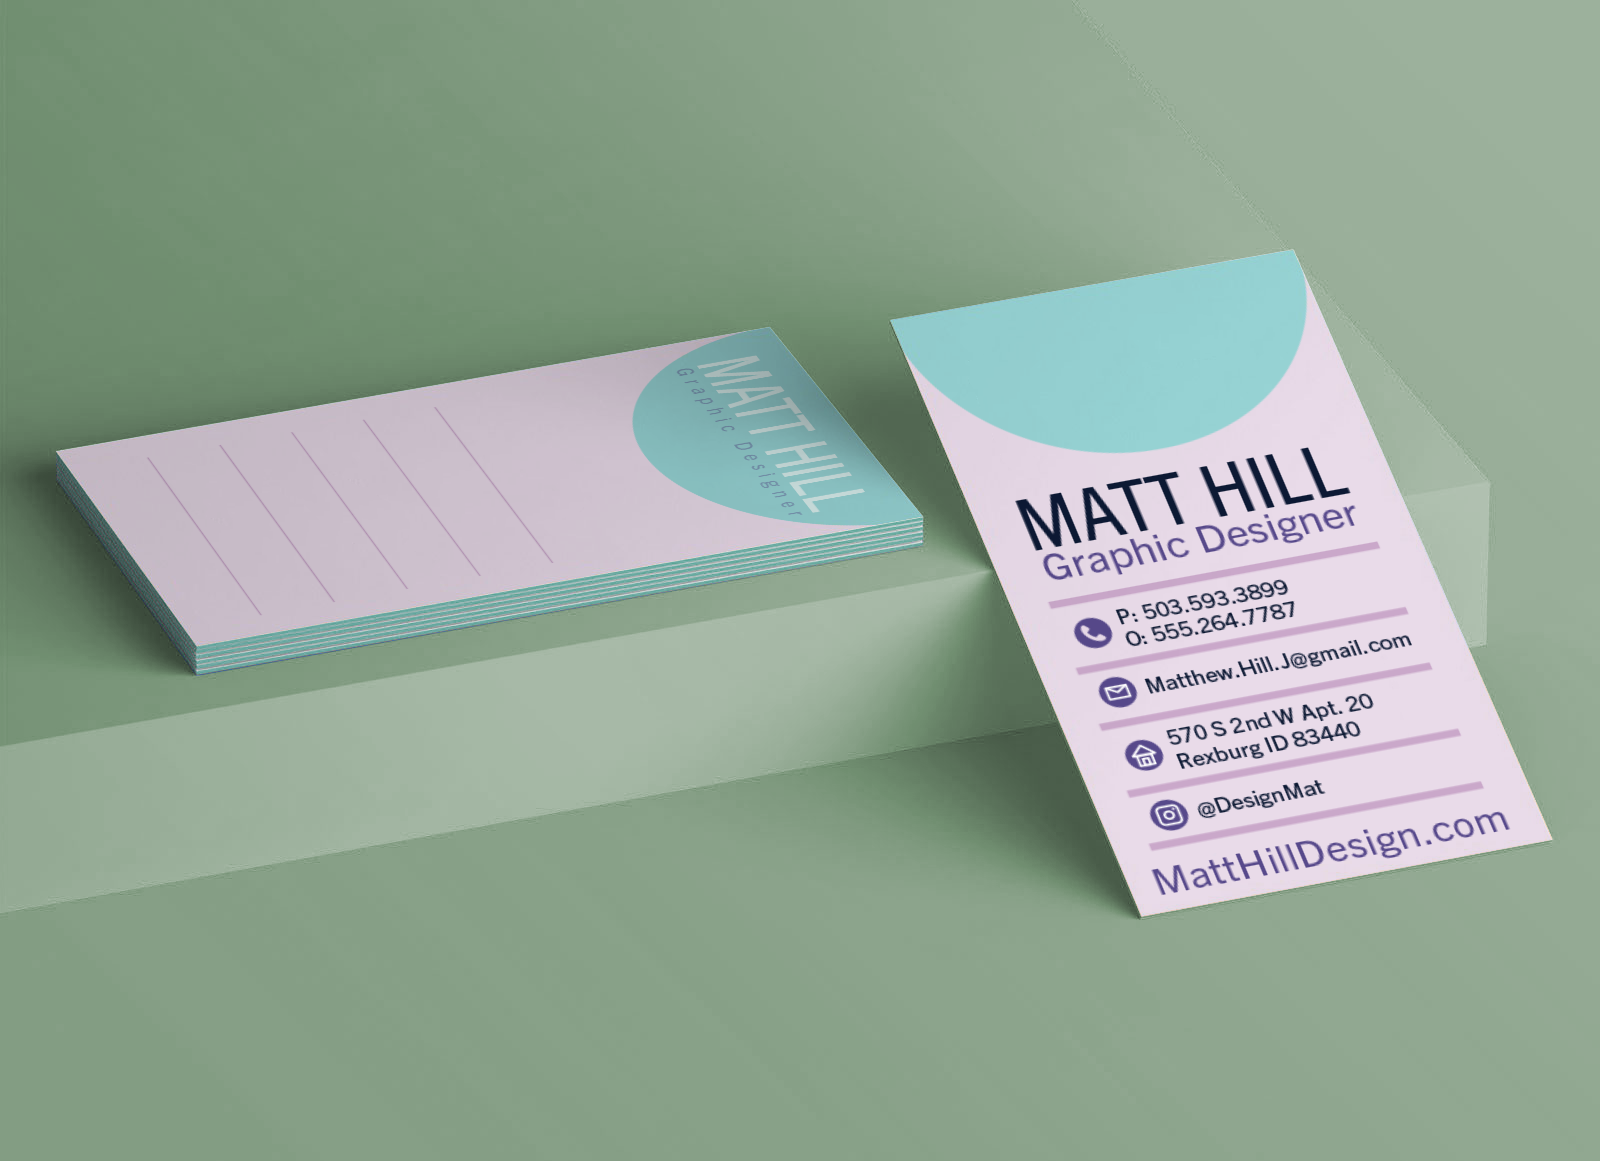 MATT HILL
Graphic Designer
MATT HILL
Graphic Designer
P: 503.593.3899
O: 555.264.7787
Matthew.Hill.J@gmail.com
570 S 2nd W Apt. 20
Rexburg ID 83440
@DesignMat
MattHillDesign.com